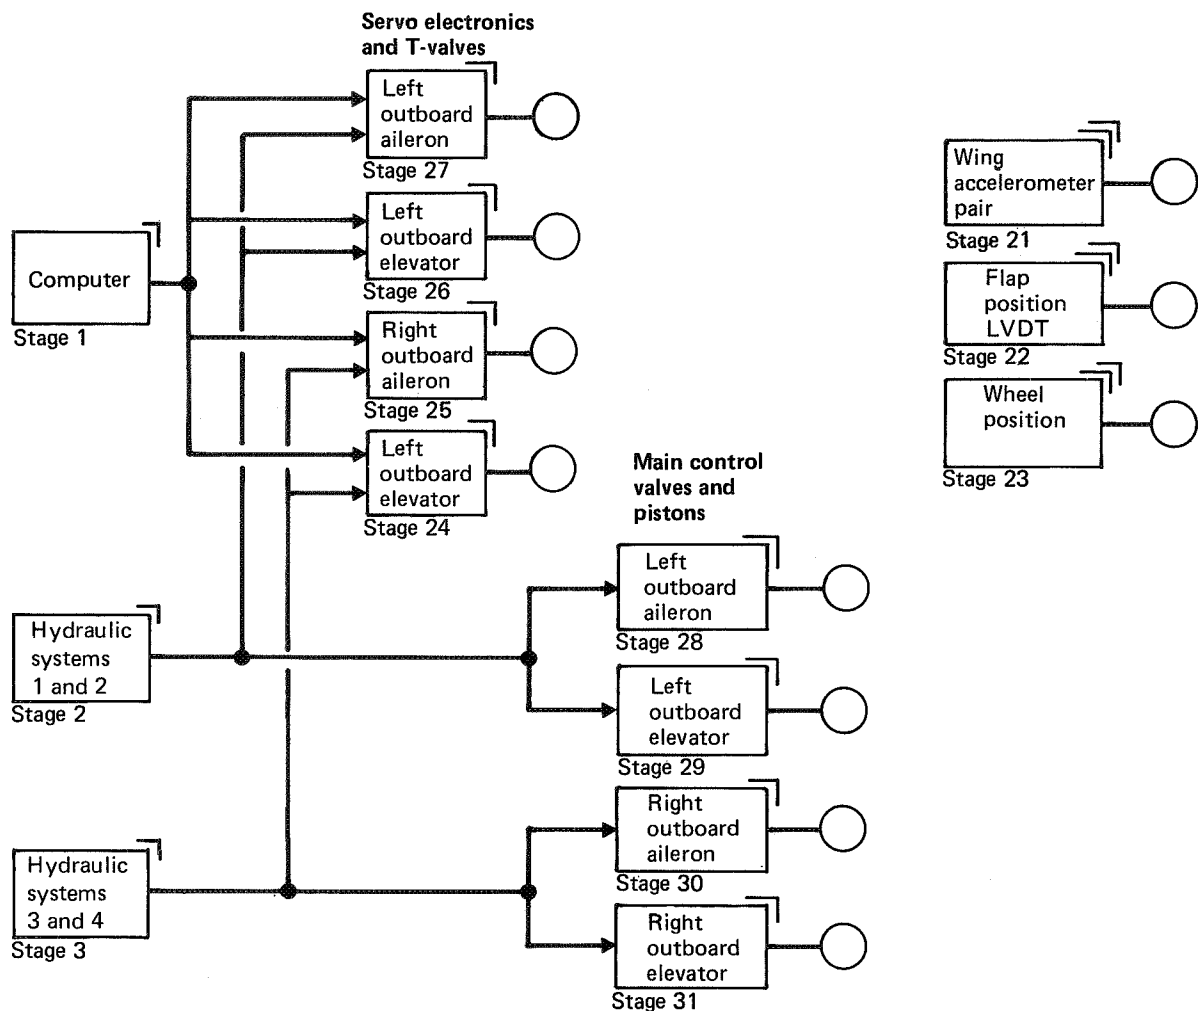 Servo electronics
and T-valves
Left
outboard
aileron
Stage 27
Left
outboard
elevator
Stage 26
Right
outboard
aileron
Stage 25
Left
outboard
elevator
Stage 24
Computer
Stage 1
Wing
accelerometer
pair
Stage 21
Flap
position
LVDT
Stage 22
Wheel
position
Stage 23
Main control
valves and
pistons
Left
outboard
aileron
Stage 28
Left
outboard
elevator
Stage 29
Right
outboard
aileron
Stage 30
Right
outboard
elevator
Stage 31
Hydraulic
systems
1 and 2
Stage 2
Hydraulic
systems
3 and 4
Stage 3